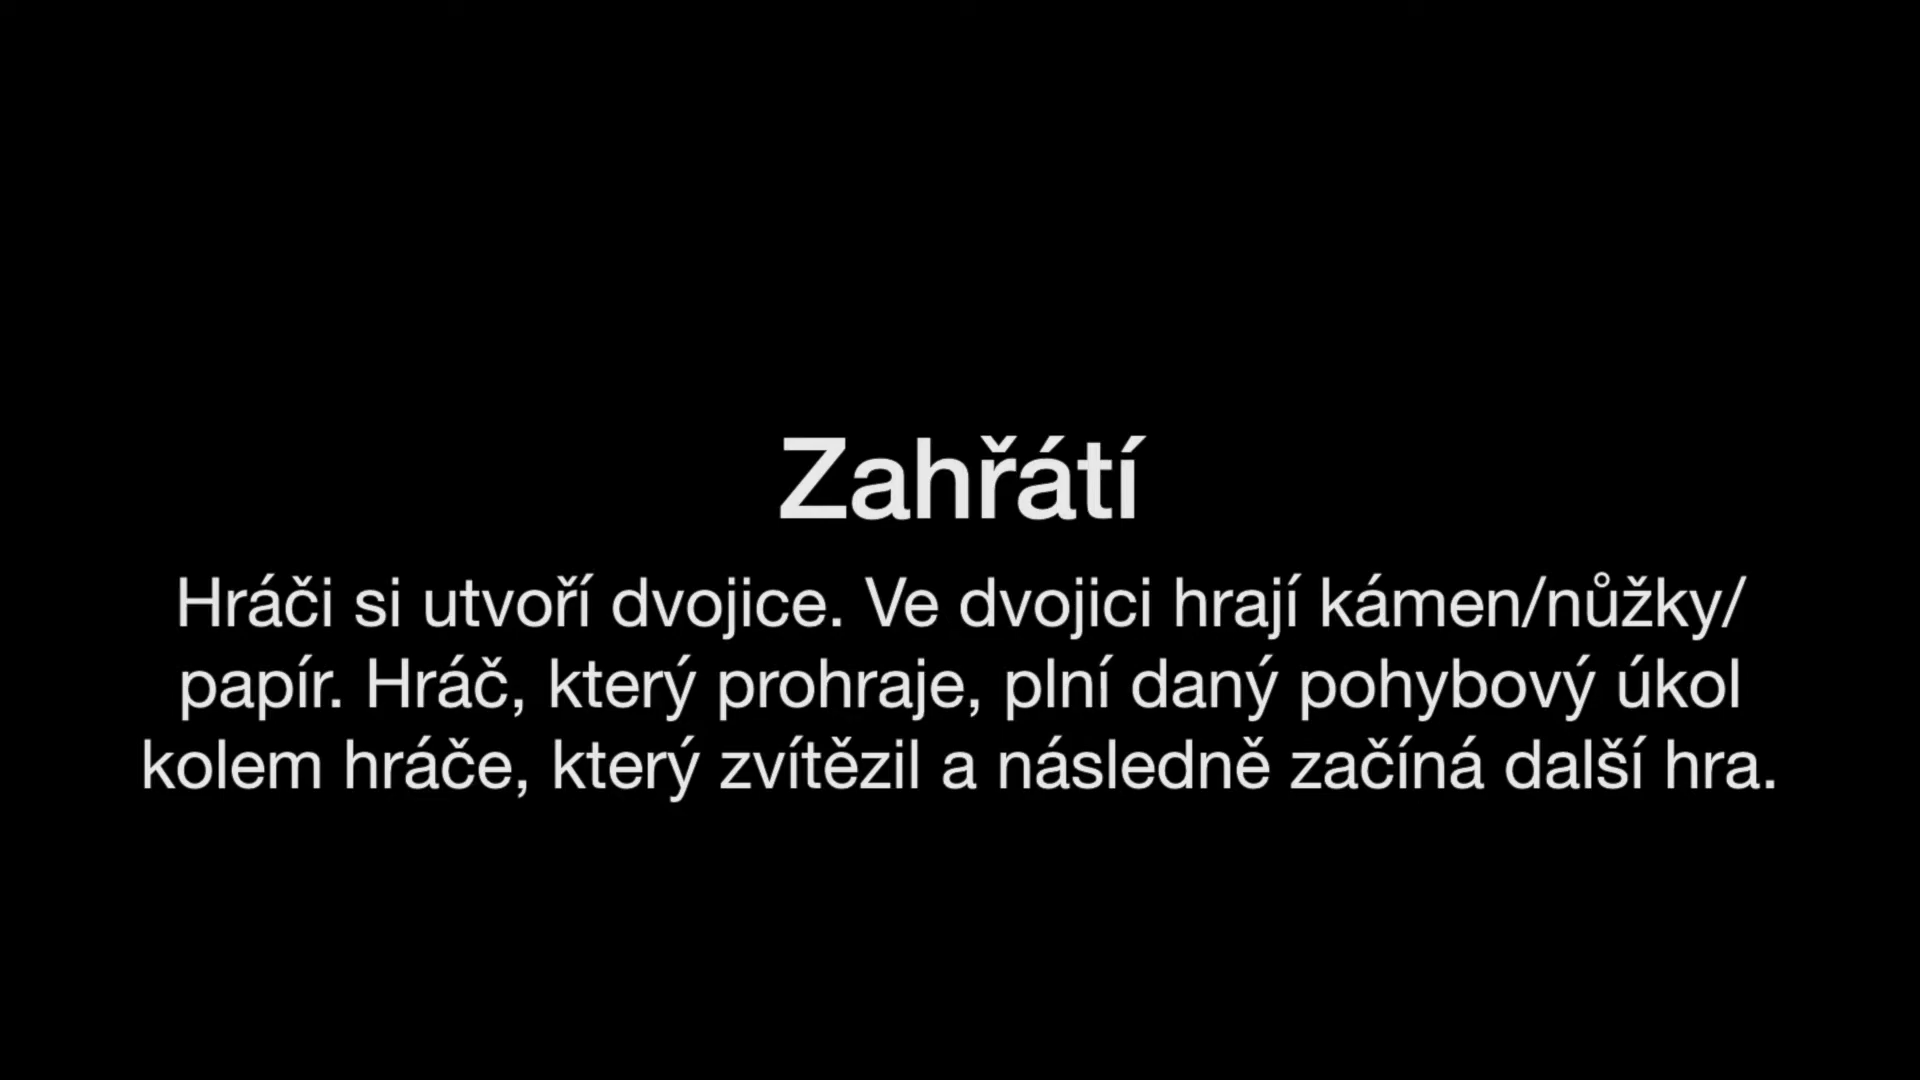 Zahřátí
Hráči si utvoří dvojice. Ve dvojici hrají kámen/nůžky/
papír. Hráč, který prohraje, plní daný pohybový úkol
kolem hráče, který zvítězil a následně začíná další hra.